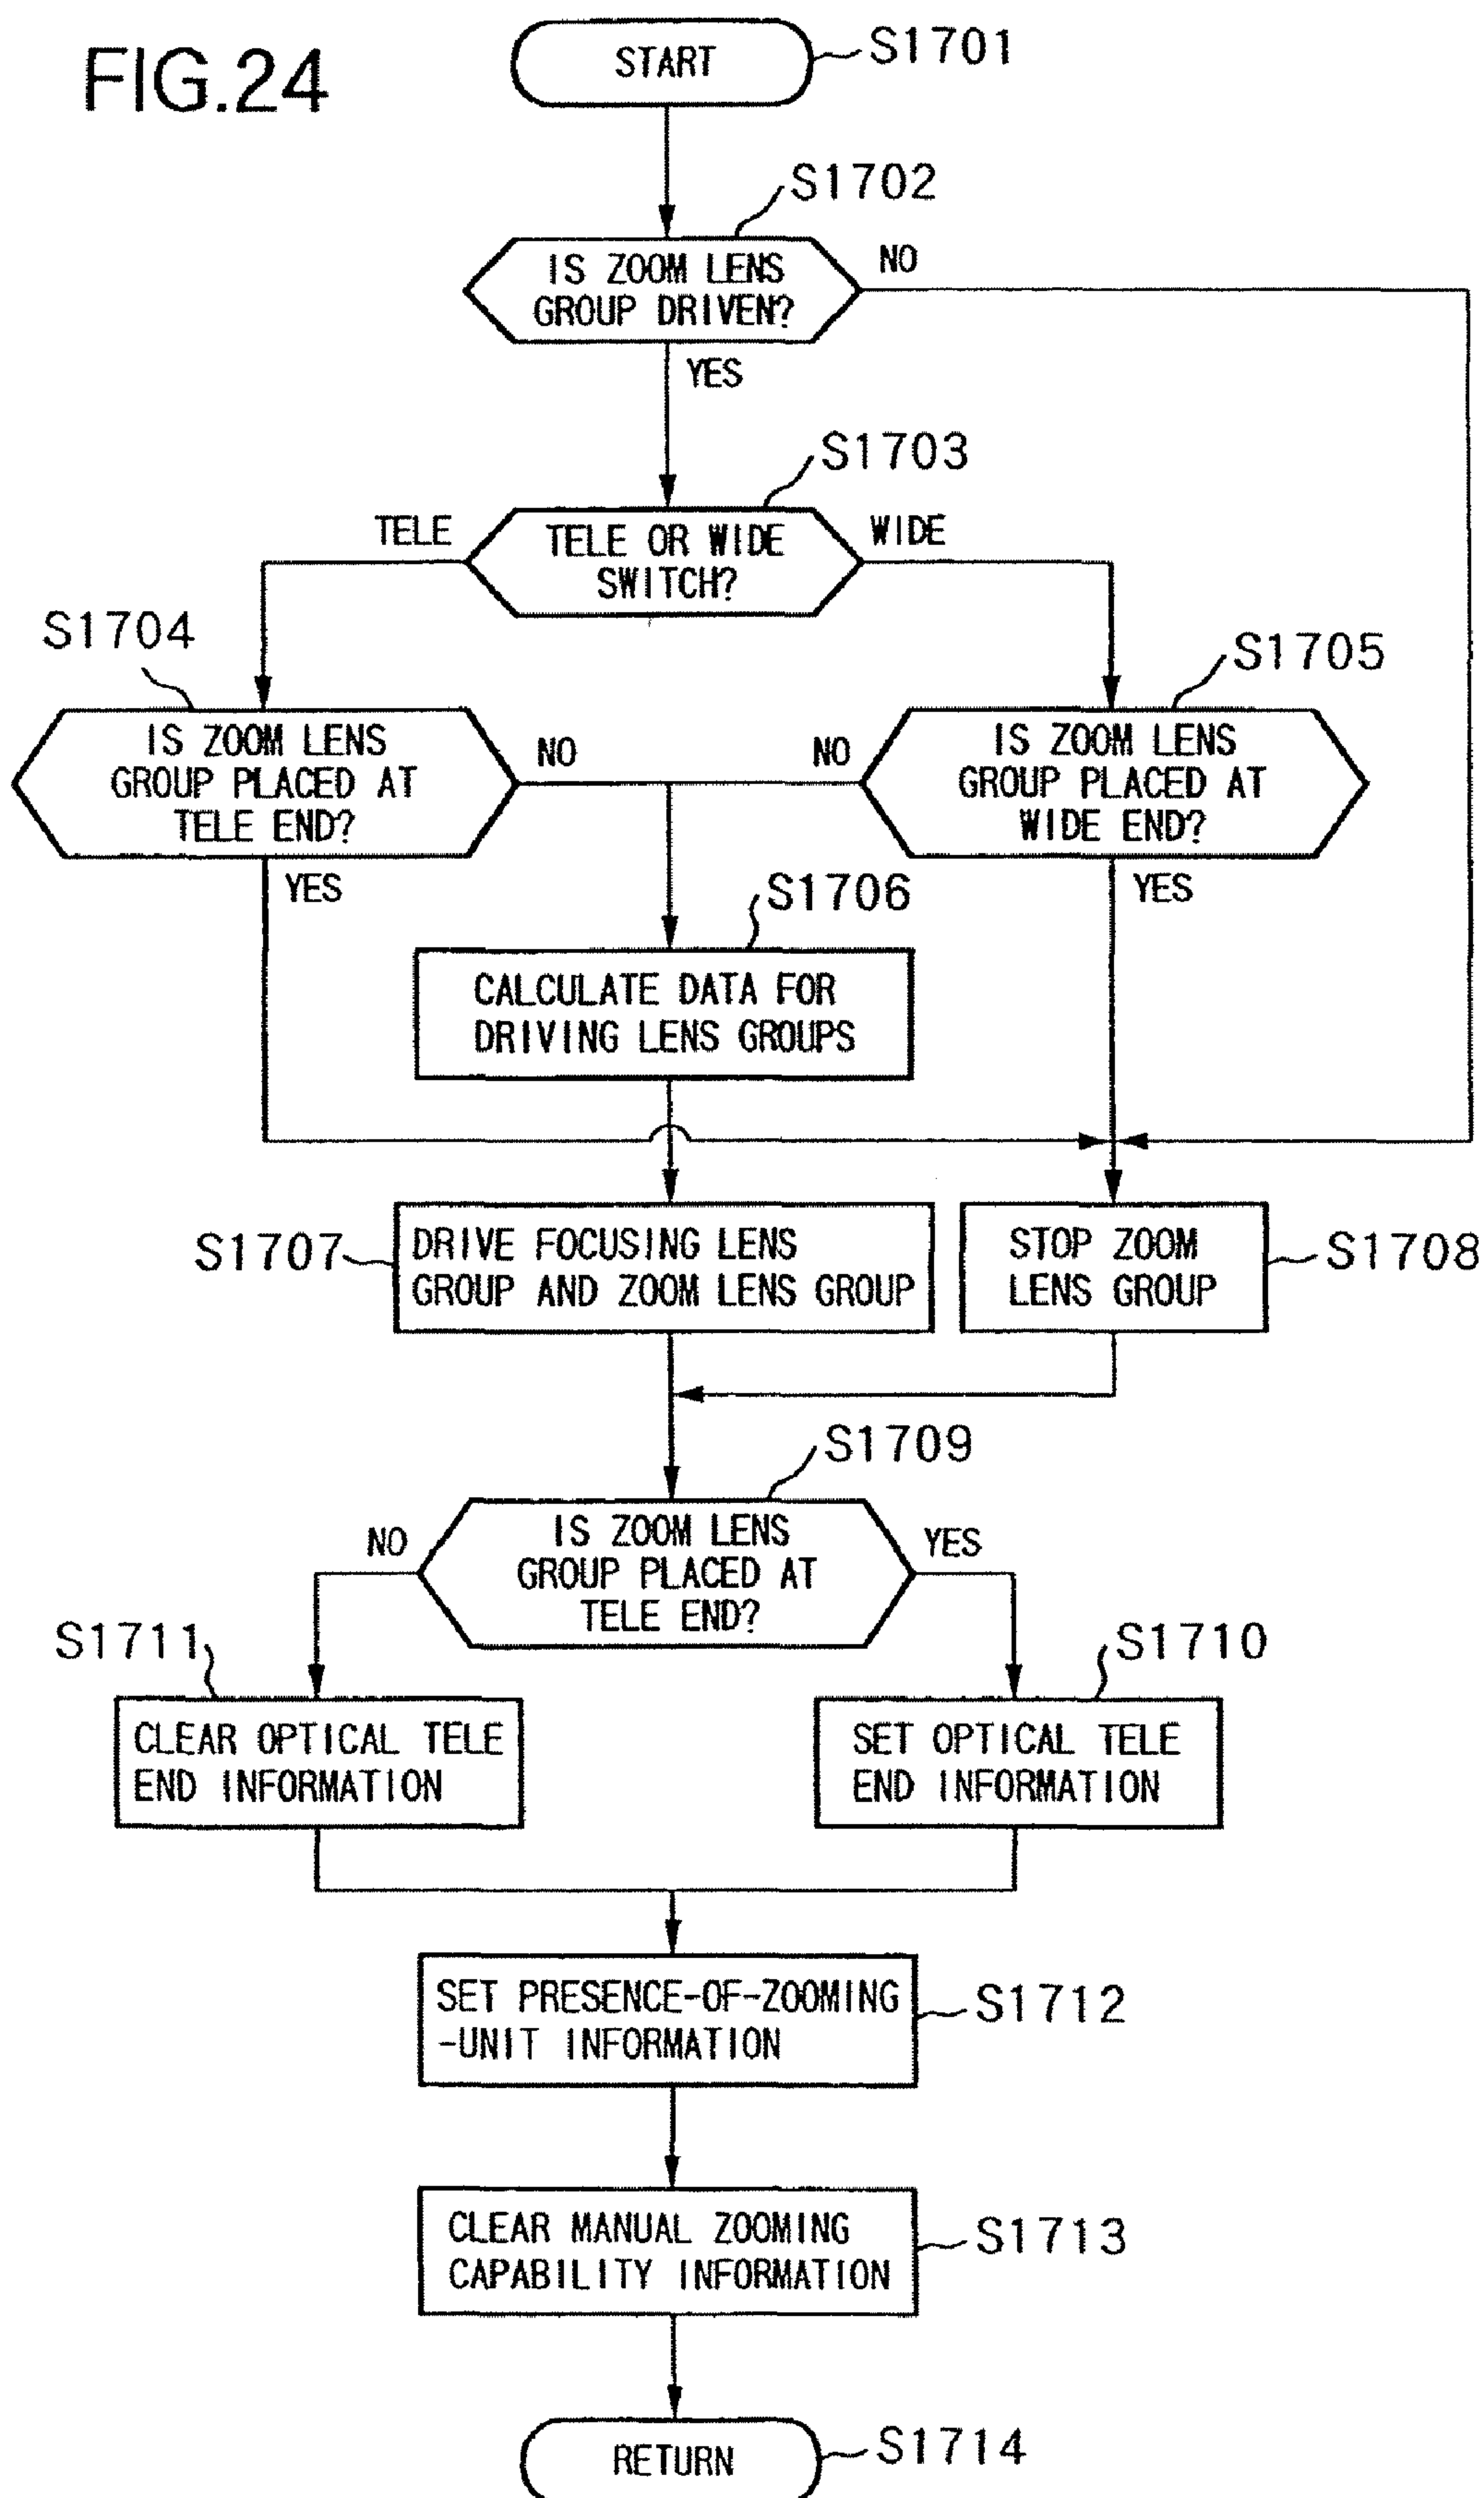 FIG.24
START
S1701
S1702
IS ZOOM LENS
GROUP DRIVEN?
NO
YES
S1703
TELE
TELE OR WIDE
SWITCH?
WIDE
S1704
S1705
IS ZOOM LENS
GROUP PLACED AT
TELE END?
NO
NO
IS ZOOM LENS
GROUP PLACED AT
WIDE END?
YES
YES
S1706
CALCULATE DATA FOR
DRIVING LENS GROUPS
S1707
DRIVE FOCUSING LENS
GROUP AND ZOOM LENS GROUP
STOP ZOOM
LENS GROUP
S1708
S1709
NO
IS ZOOM LENS
GROUP PLACED AT
TELE END?
YES
S1711
S1710
CLEAR OPTICAL TELE
END INFORMATION
SET OPTICAL TELE
END INFORMATION
SET PRESENCE-OF-ZOOMING
-UNIT INFORMATION
S1712
CLEAR MANUAL ZOOMING
CAPABILITY INFORMATION
S1713
RETURN
S1714